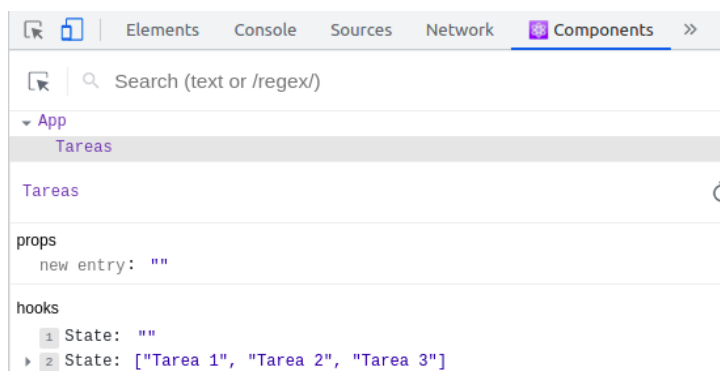 Elements Console Sources Network Components »
Search (text or /regex/)
App
Tareas
Tareas
props
new entry: ""
hooks
1 State: ""
2 State: ["Tarea 1", "Tarea 2", "Tarea 3"]